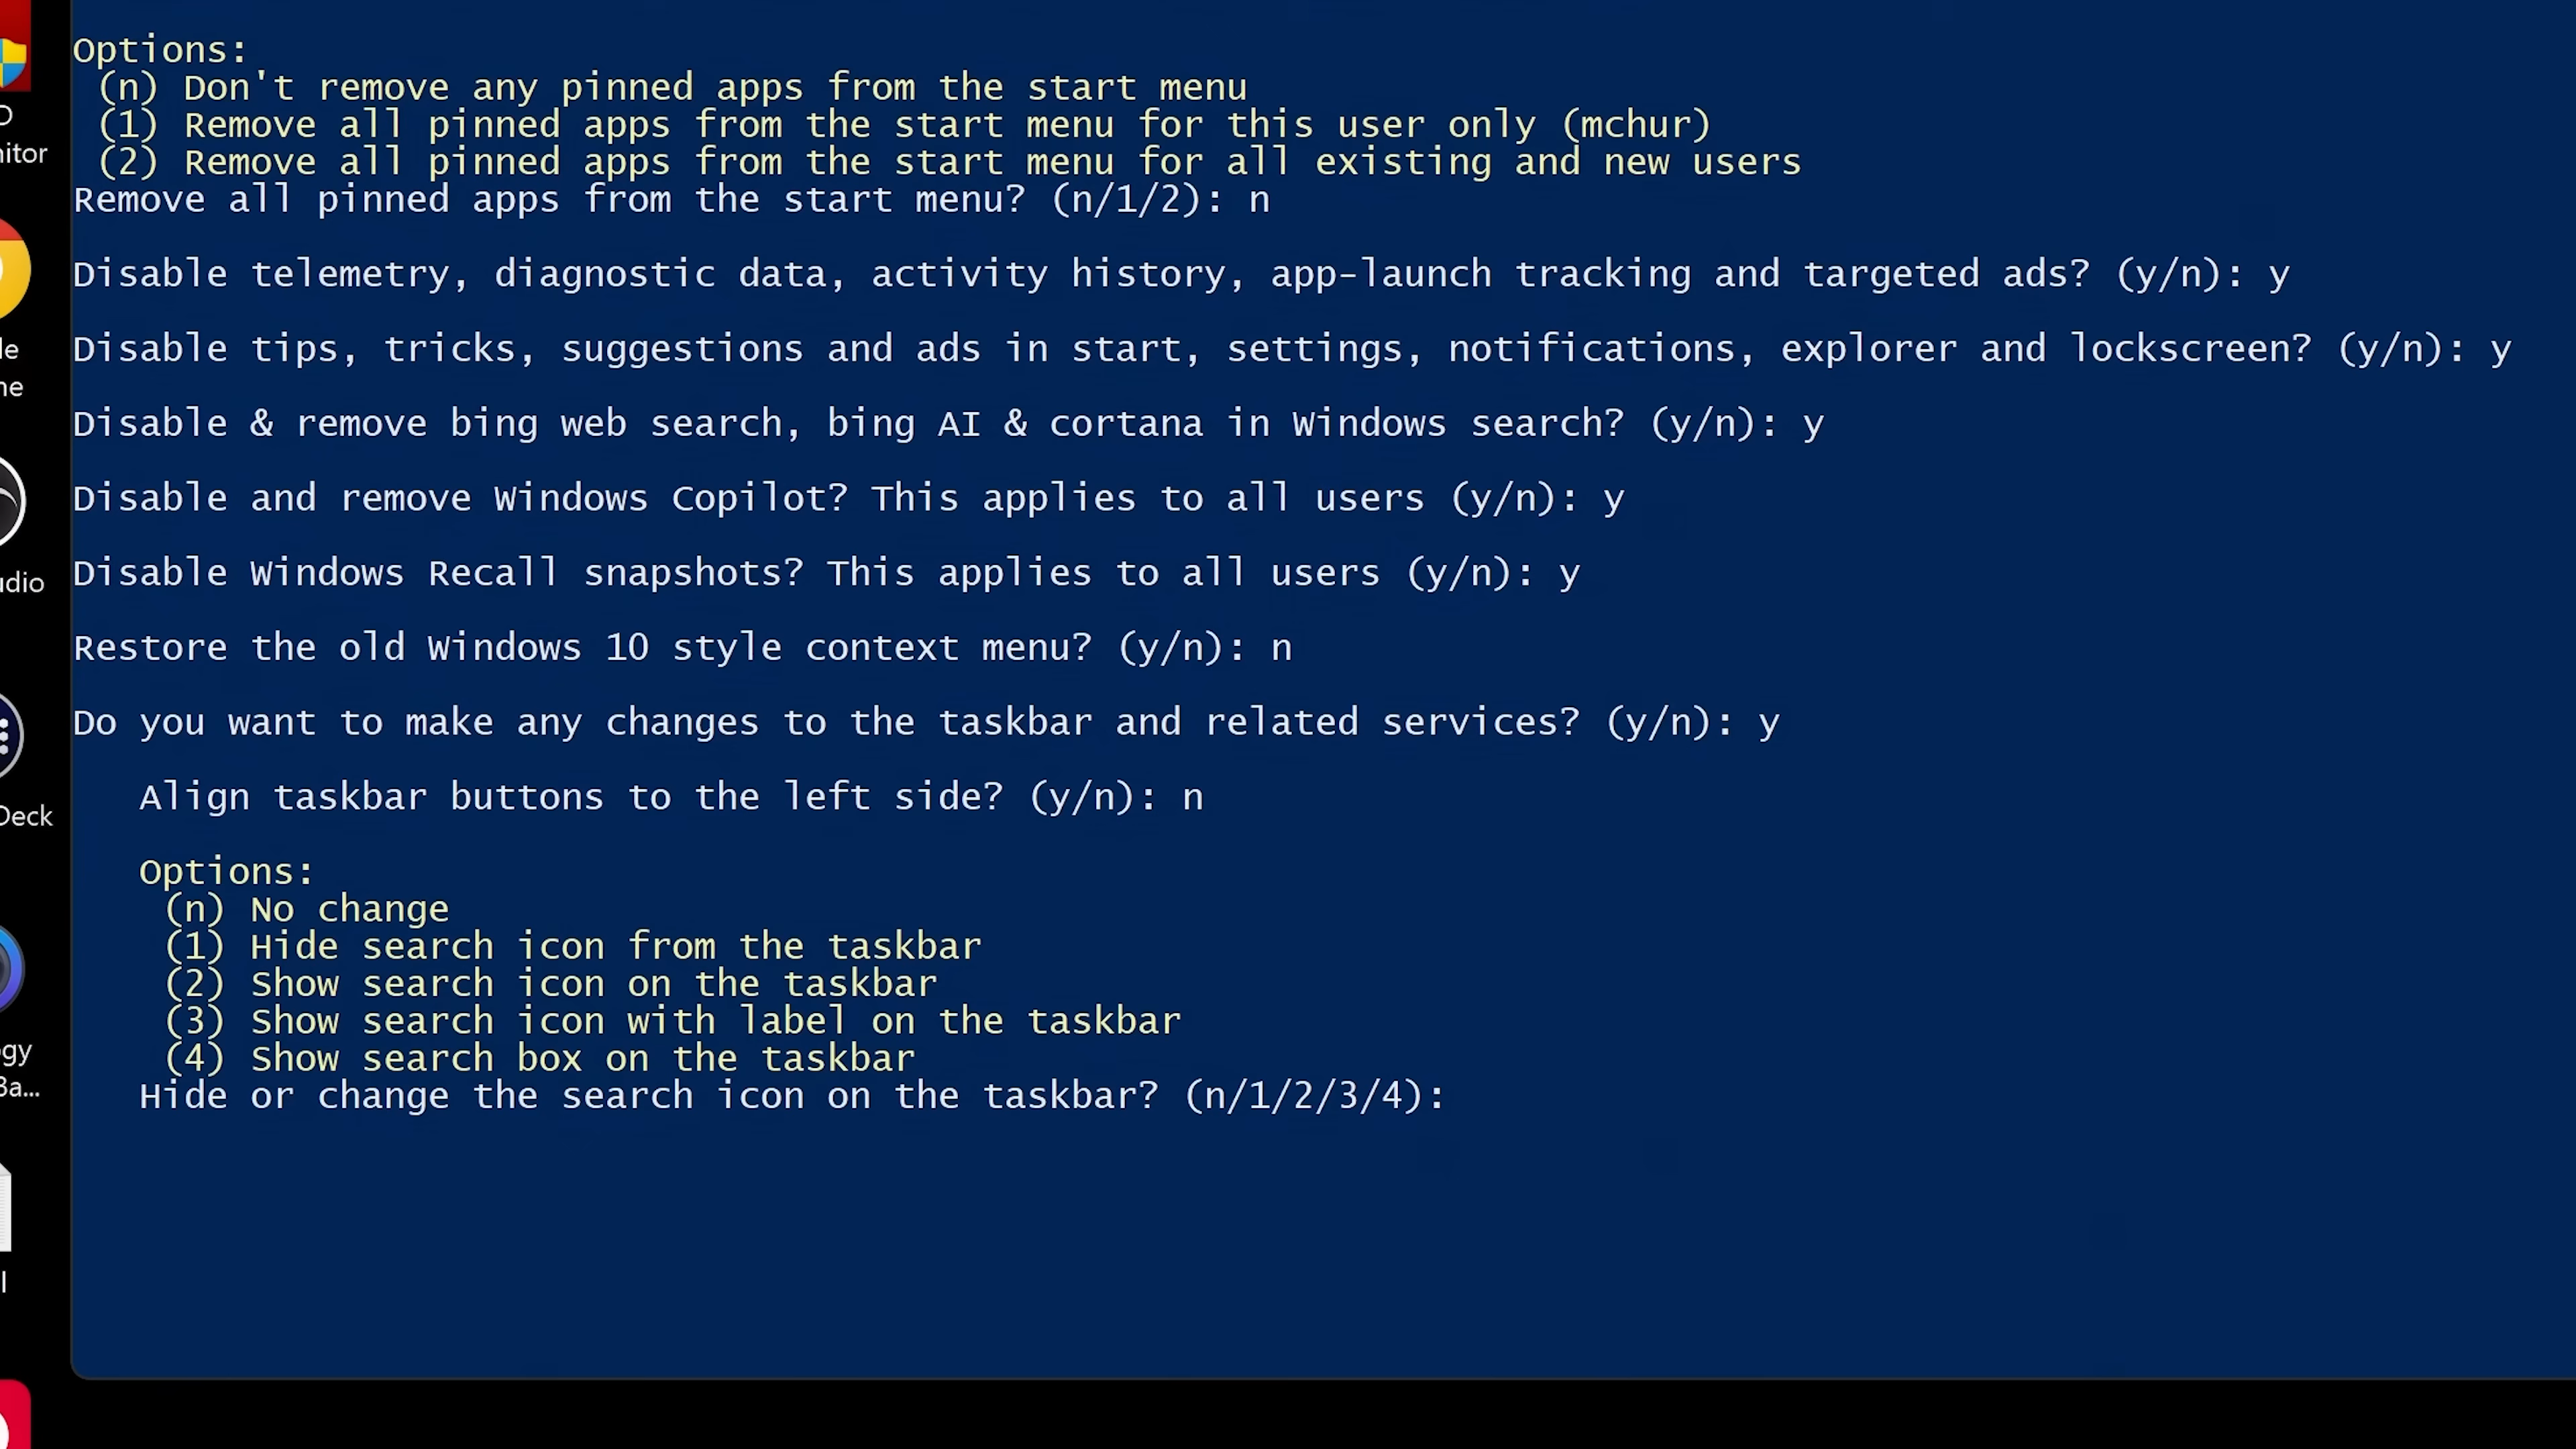 Options:
(n) Don't remove any pinned apps from the start menu
(1) Remove all pinned apps from the start menu for this user only (mchur)
(2) Remove all pinned apps from the start menu for all existing and new users
Remove all pinned apps from the start menu? (n/1/2): n
Disable telemetry, diagnostic data, activity history, app-launch tracking and targeted ads? (y/n): y
Disable tips, tricks, suggestions and ads in start, settings, notifications, explorer and lockscreen? (y/n): y
Disable & remove bing web search, bing AI & cortana in Windows search? (y/n): y
Disable and remove Windows Copilot? This applies to all users (y/n): y
Disable Windows Recall snapshots? This applies to all users (y/n): y
Restore the old Windows 10 style context menu? (y/n): n
Do you want to make any changes to the taskbar and related services? (y/n): y
Align taskbar buttons to the left side? (y/n): n
Options:
(n) No change
(1) Hide search icon from the taskbar
(2) Show search icon on the taskbar
(3) Show search icon with label on the taskbar
(4) Show search box on the taskbar
Hide or change the search icon on the taskbar? (n/1/2/3/4):
Deck